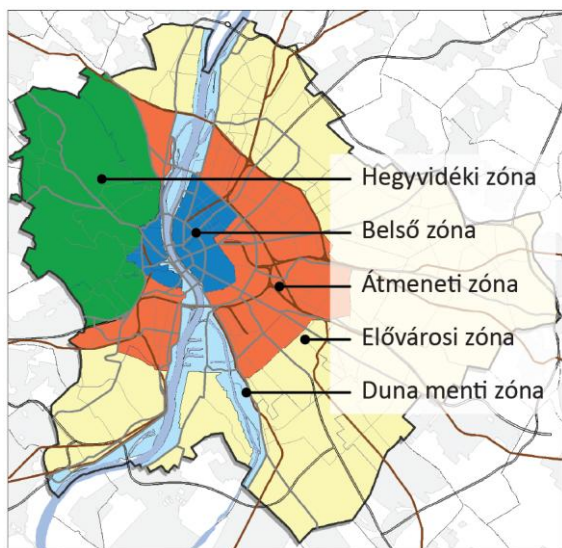 Hegyvidéki zóna
Belső zóna
Átmeneti zóna
Elővárosi zóna
Duna menti zóna